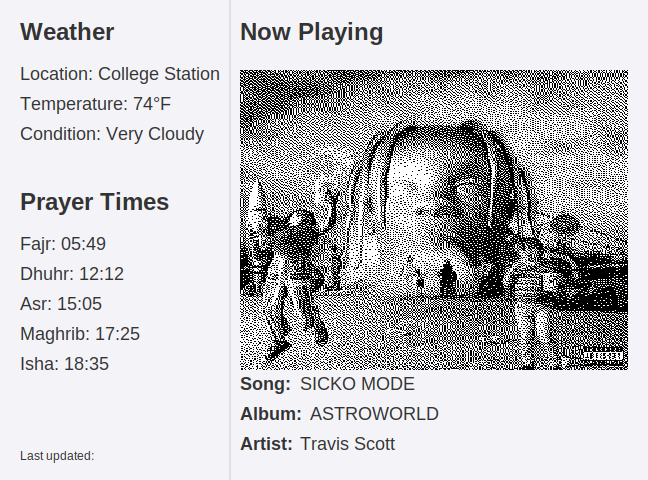 Weather
Location: College Station
Temperature: 74°F
Condition: Very Cloudy
Prayer Times
Fajr: 05:49
Dhuhr: 12:12
Asr: 15:05
Maghrib: 17:25
Isha: 18:35
Last updated:
Now Playing
Song: SICKO MODE
Album: ASTROWORLD
Artist: Travis Scott